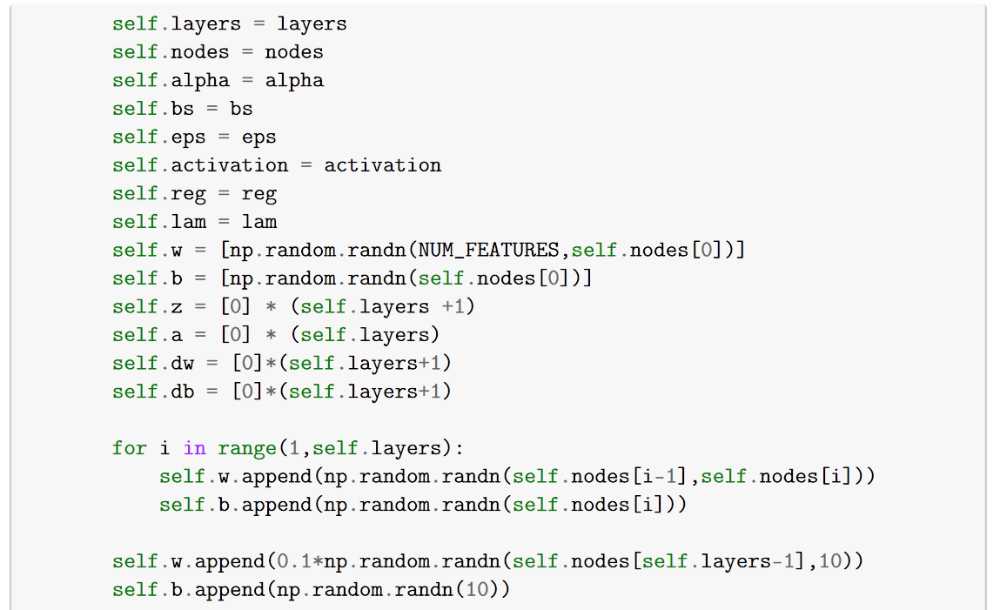 self.layers = layers
self.nodes = nodes
self.alpha = alpha
self.bs = bs
self.eps = eps
self.activation = activation
self.reg = reg
self.lam = lam
self.w = [np.random.randn(NUM_FEATURES,self.nodes[0])]
self.b = [np.random.randn(self.nodes[0])]
self.z = [0] * (self.layers +1)
self.a = [0] * (self.layers)
self.dw = [0]*(self.layers+1)
self.db = [0]*(self.layers+1)

for i in range(1,self.layers):
    self.w.append(np.random.randn(self.nodes[i-1],self.nodes[i]))
    self.b.append(np.random.randn(self.nodes[i]))

self.w.append(0.1*np.random.randn(self.nodes[self.layers-1],10))
self.b.append(np.random.randn(10))